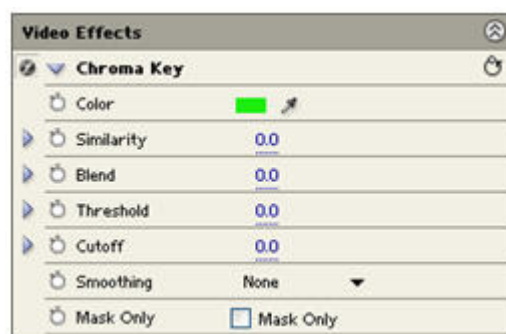 Video Effects
Chroma Key
Color
Similarity 0.0
Blend 0.0
Threshold 0.0
Cutoff 0.0
Smoothing None
Mask Only Mask Only